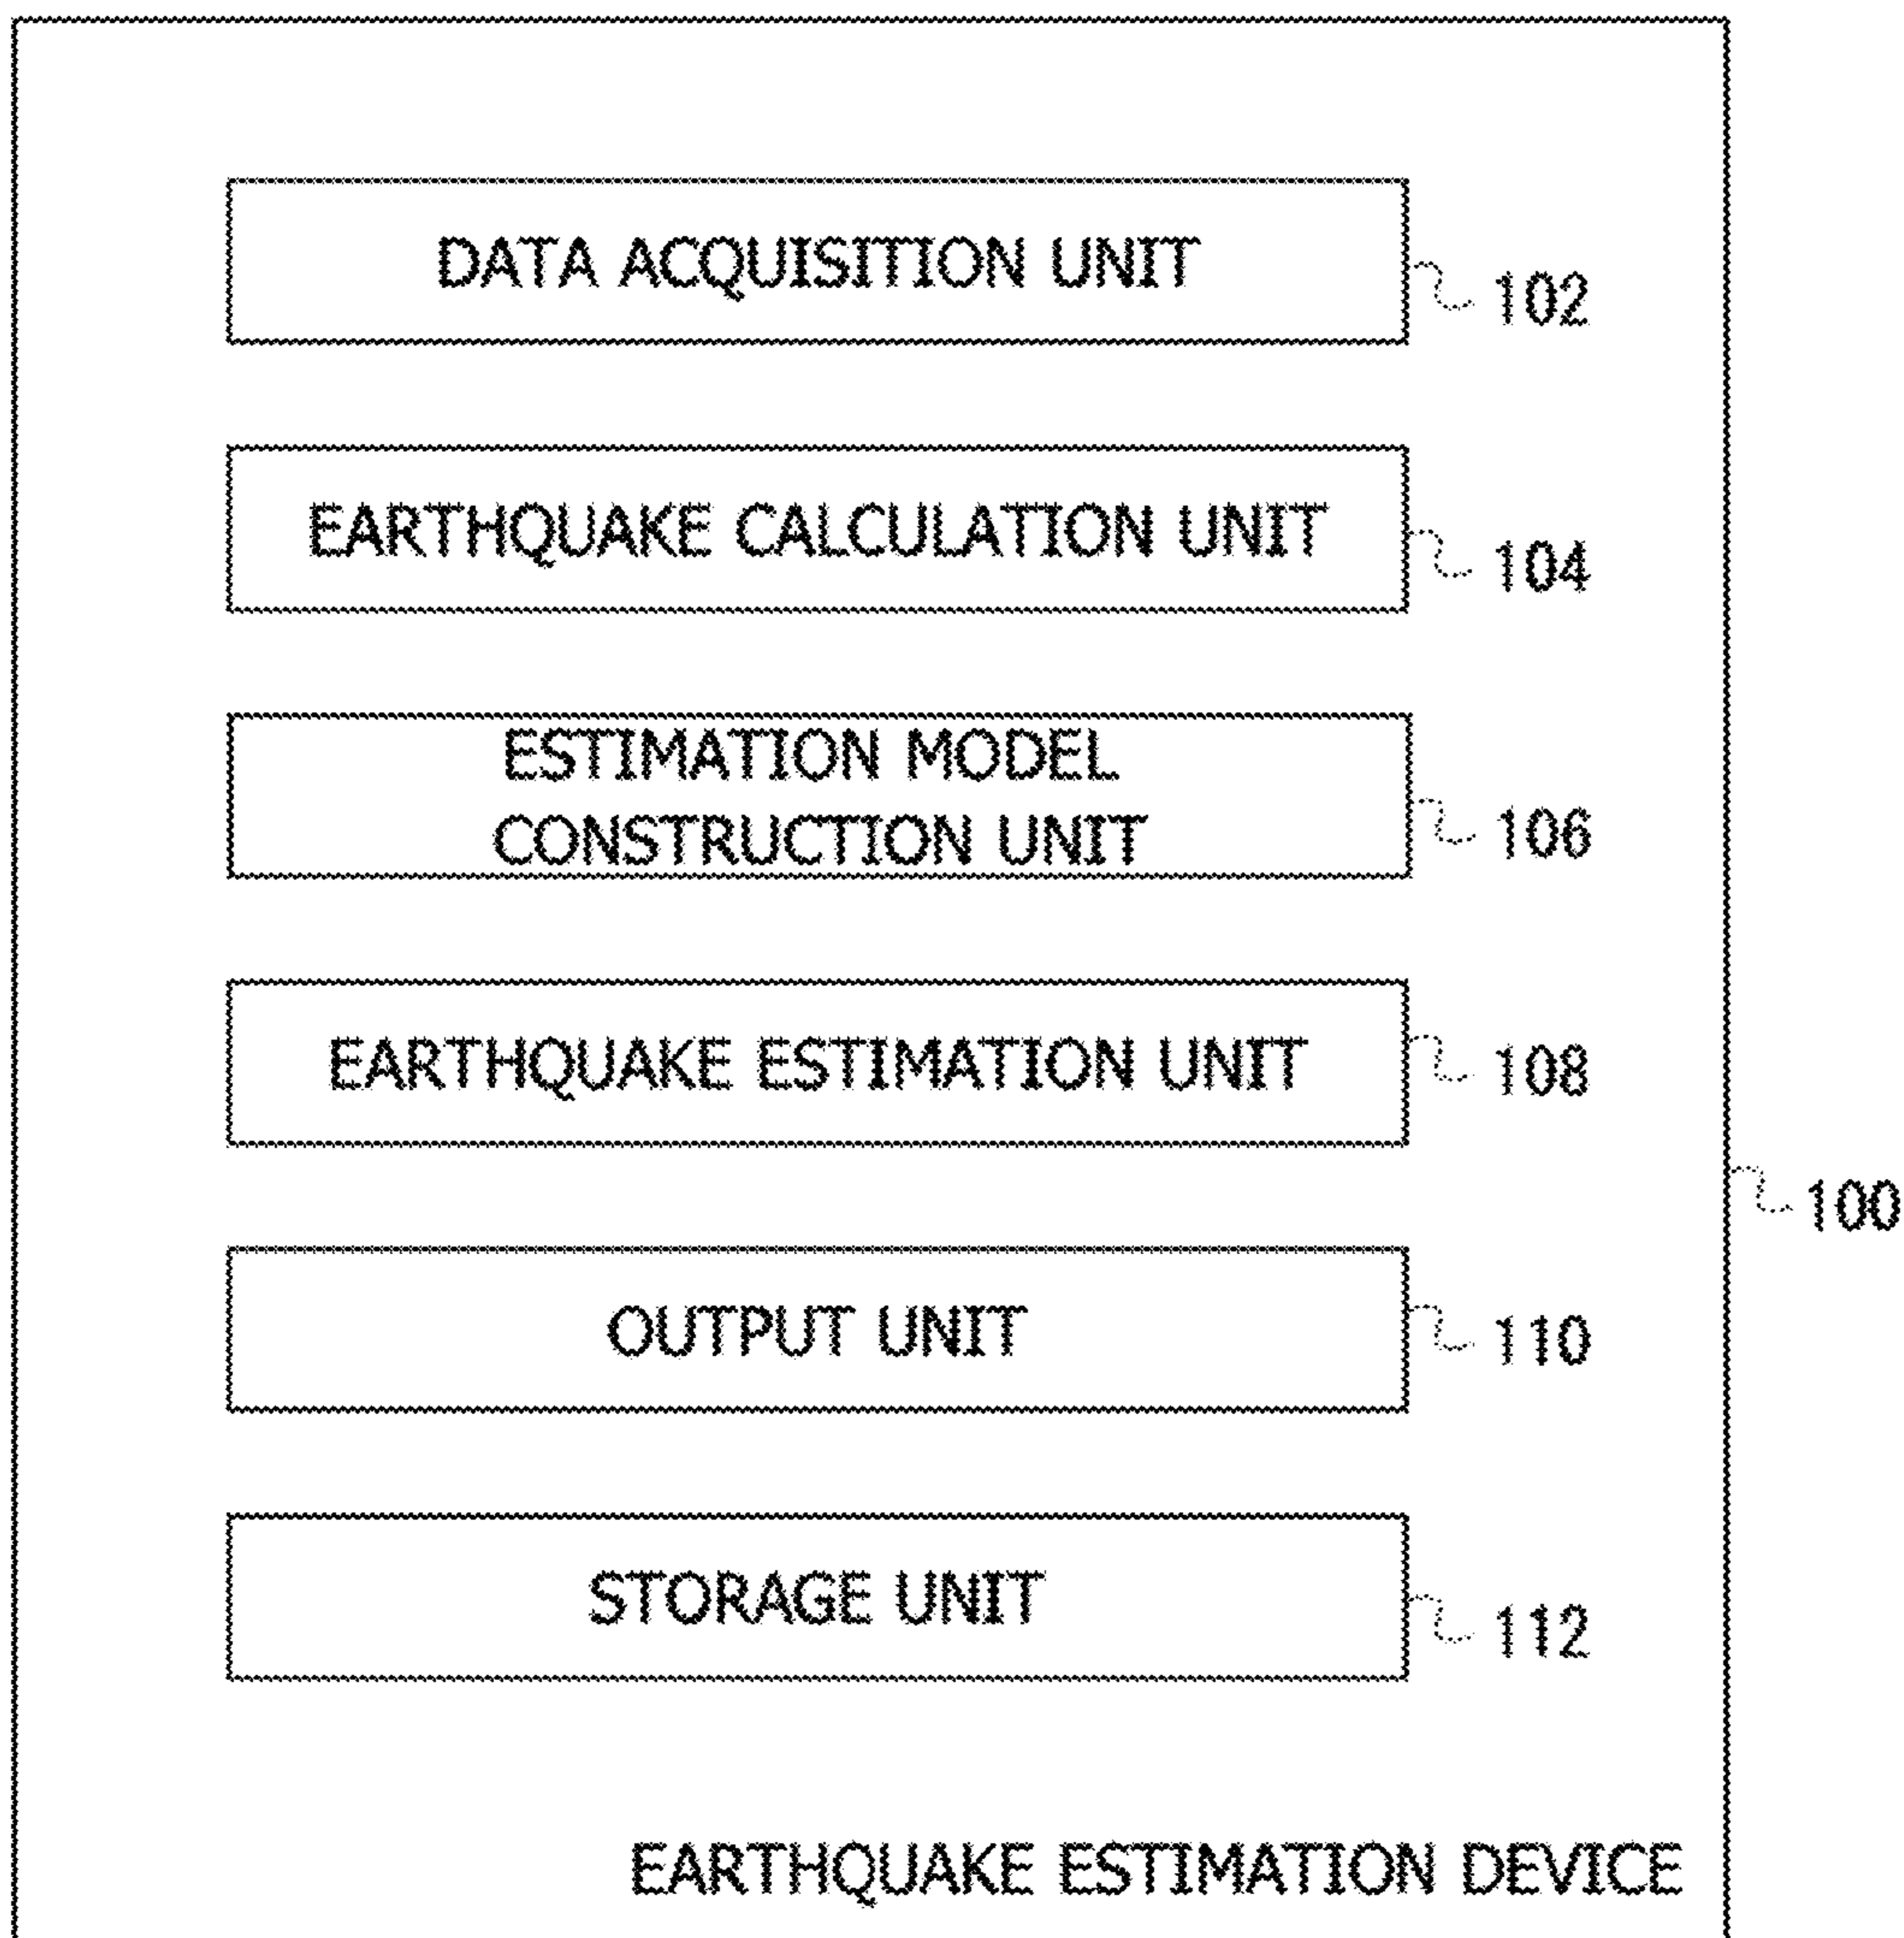 DATA ACQUISITION UNIT
102
EARTHQUAKE CALCULATION UNIT
104
ESTIMATION MODEL
CONSTRUCTION UNIT
106
EARTHQUAKE ESTIMATION UNIT
108
100
OUTPUT UNIT
110
STORAGE UNIT
112
EARTHQUAKE ESTIMATION DEVICE